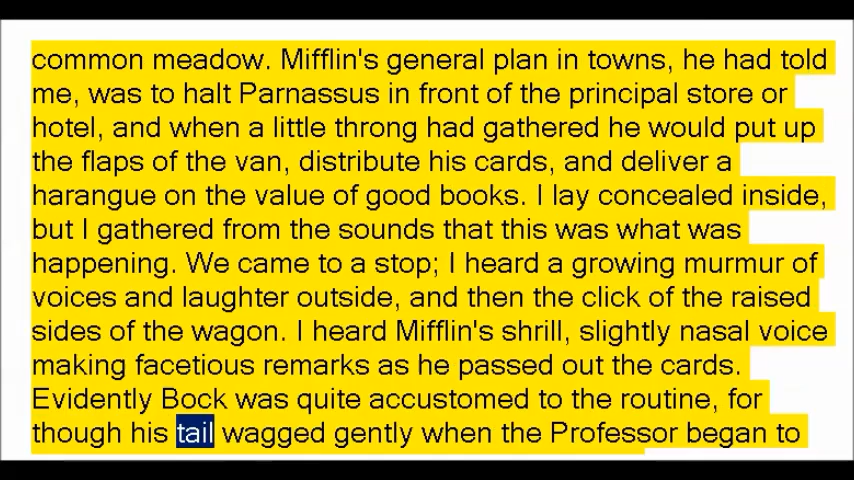 common meadow. Mifflin's general plan in towns, he had told
me, was to halt Parnassus in front of the principal store or
hotel, and when a little throng had gathered he would put up
the flaps of the van, distribute his cards, and deliver a
harangue on the value of good books. I lay concealed inside,
but I gathered from the sounds that this was what was
happening. We came to a stop; I heard a growing murmur of
voices and laughter outside, and then the click of the raised
sides of the wagon. I heard Mifflin's shrill, slightly nasal voice
making facetious remarks as he passed out the cards.
Evidently Bock was quite accustomed to the routine, for
though his tail wagged gently when the Professor began to